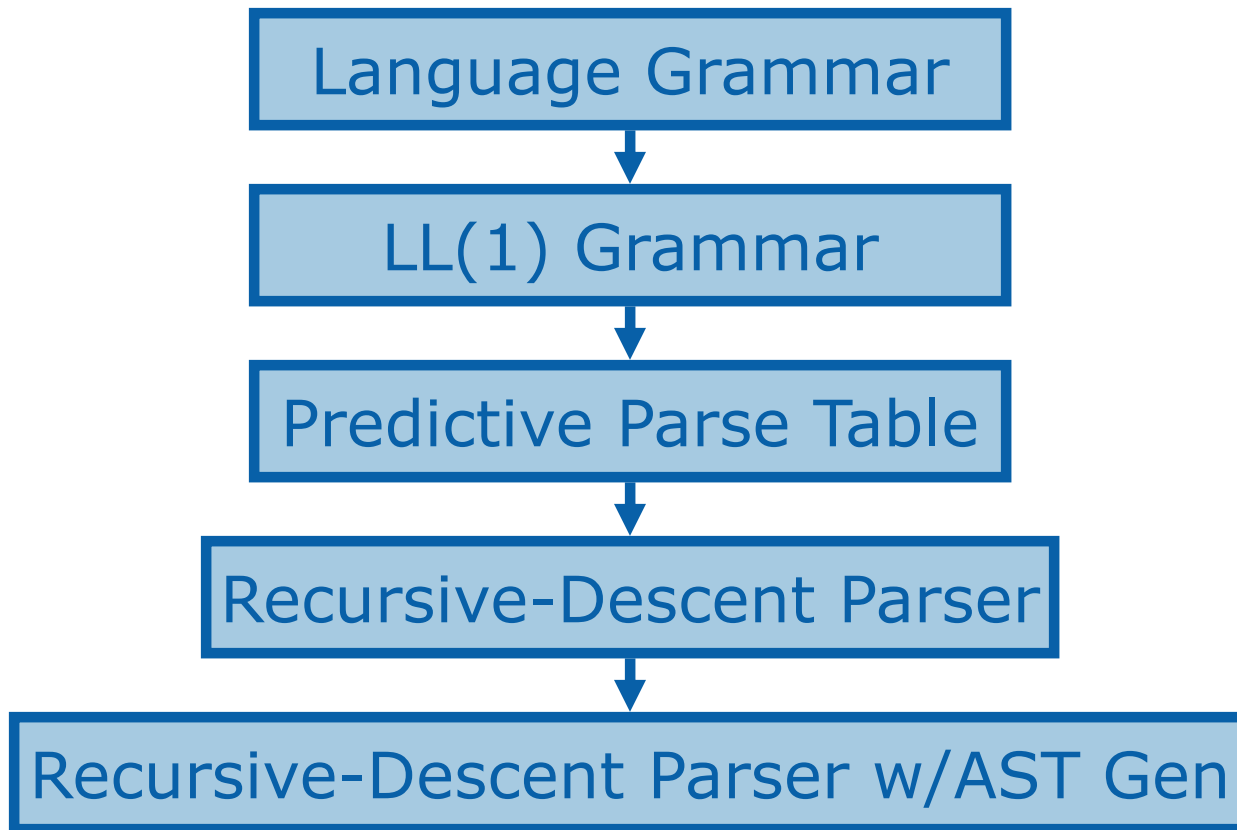 Language Grammar
LL(1) Grammar
Predictive Parse Table
Recursive-Descent Parser
Recursive-Descent Parser w/AST Gen